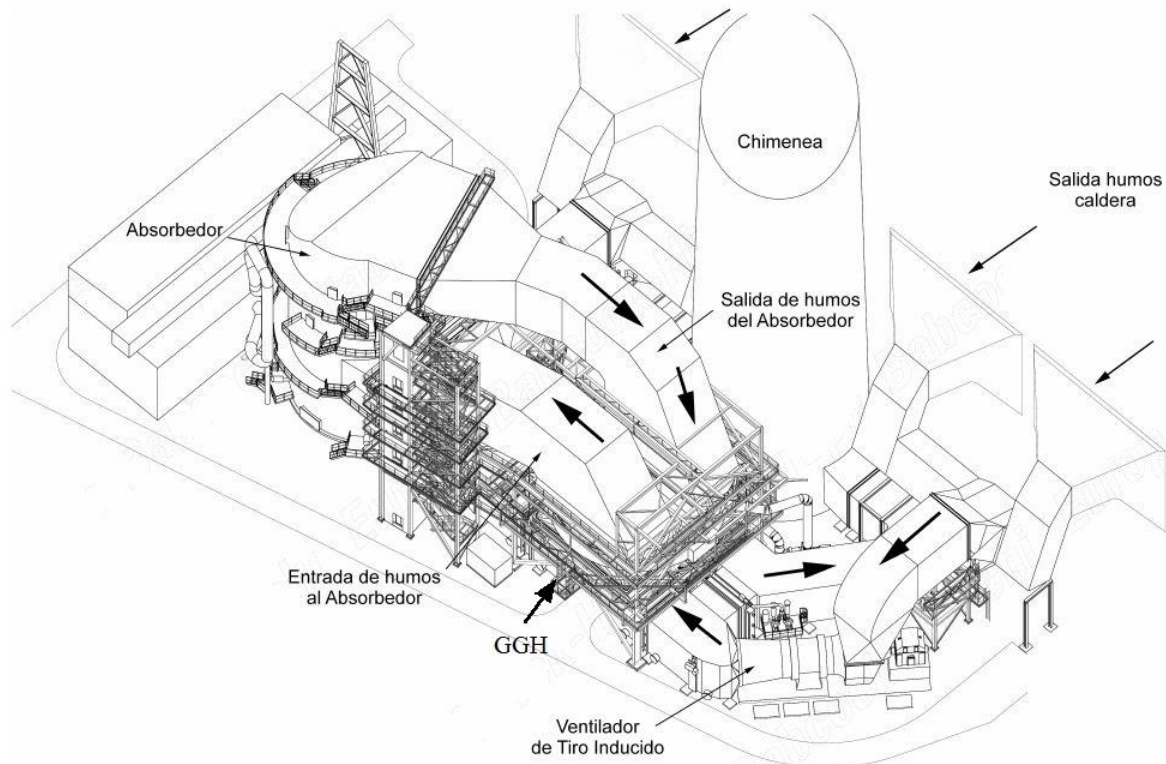 Chimenea
Salida humos
caldera
Absorbedor
Salida de humos
del Absorbedor
Entrada de humos
al Absorbedor
GGH
Ventilador
de Tiro Inducido